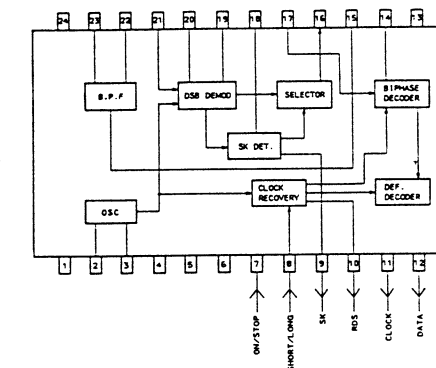 24 23 22 21 20 19 18 17 16 15 14 13
B.P.F
DSB DEMOD
SELECTOR
BIPHASE
DECODER
SK DET.
CLOCK
RECOVERY
DEF.
DECODER
OSC
1 2 3 4 5 6 7 8 9 10 11 12
ON/STOP
SHORT/LONG
SK
RDS
CLOCK
DATA